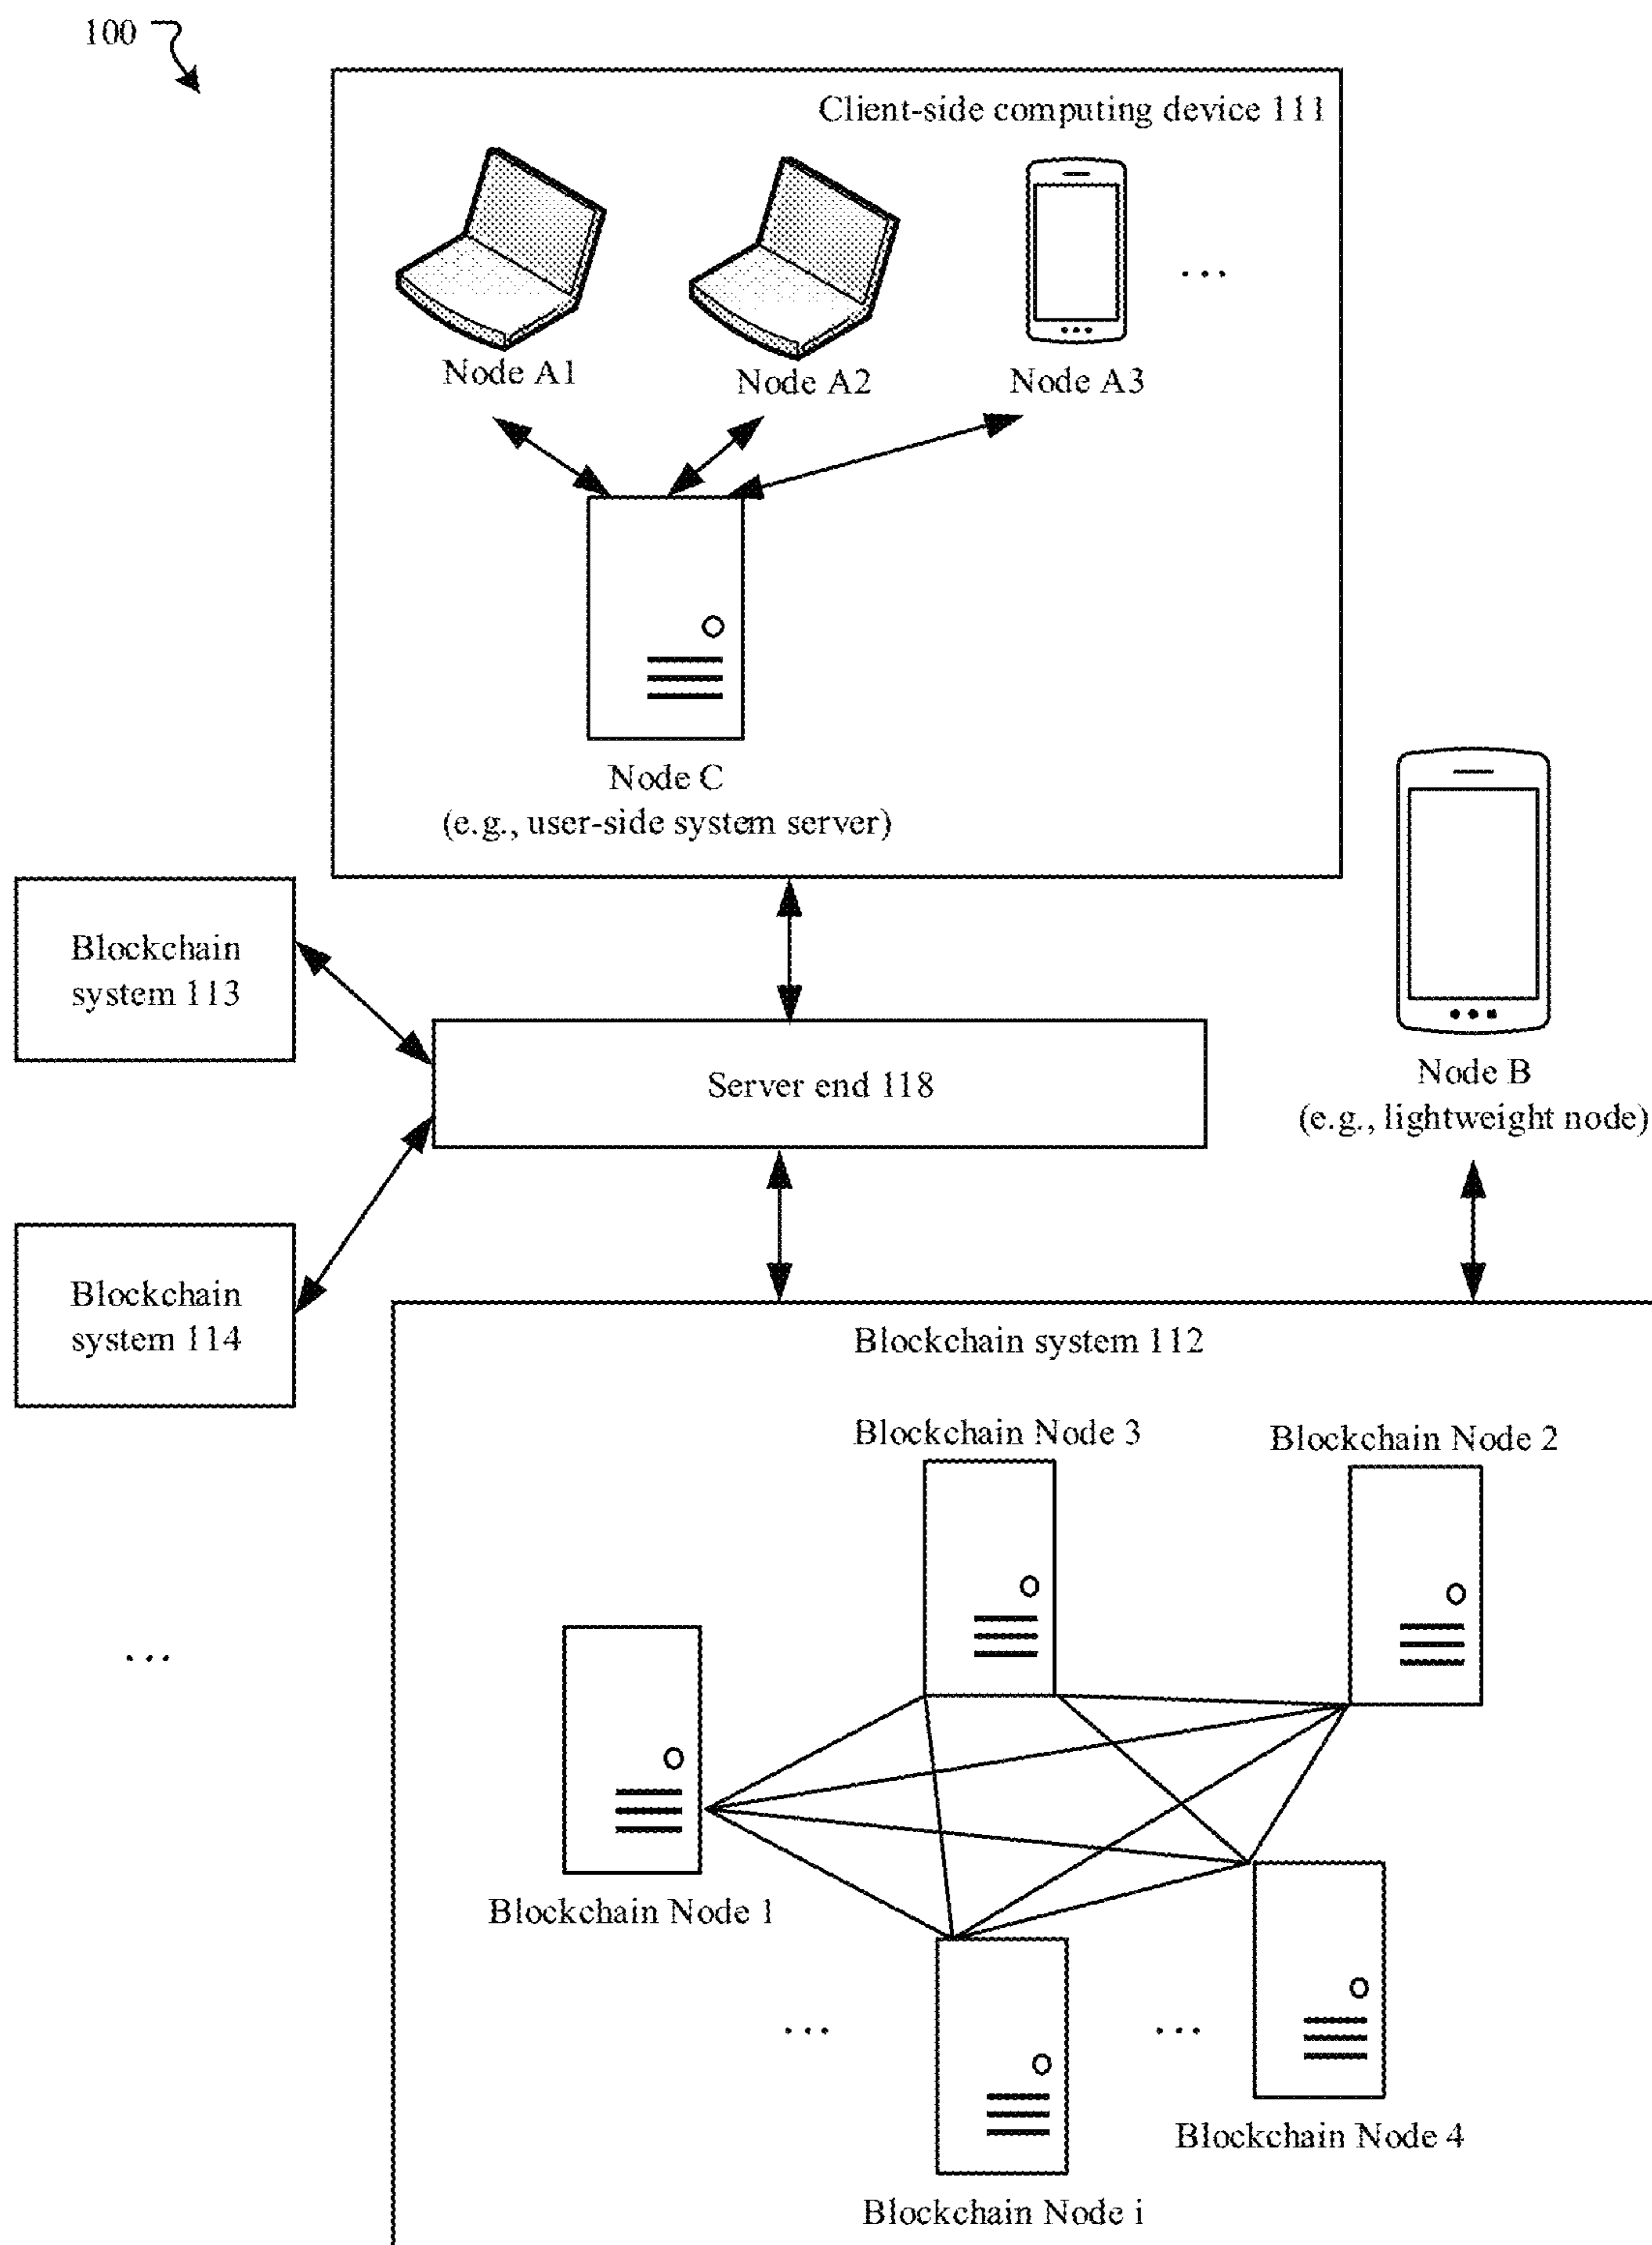 100
Client-side computing device 111
Node A1
Node A2
Node A3
...
Node C
(e.g., user-side system server)
Blockchain
system 113
Server end 118
Node B
(e.g., lightweight node)
Blockchain
system 114
Blockchain system 112
Blockchain Node 3
Blockchain Node 2
...
Blockchain Node 1
...
...
Blockchain Node 4
Blockchain Node i